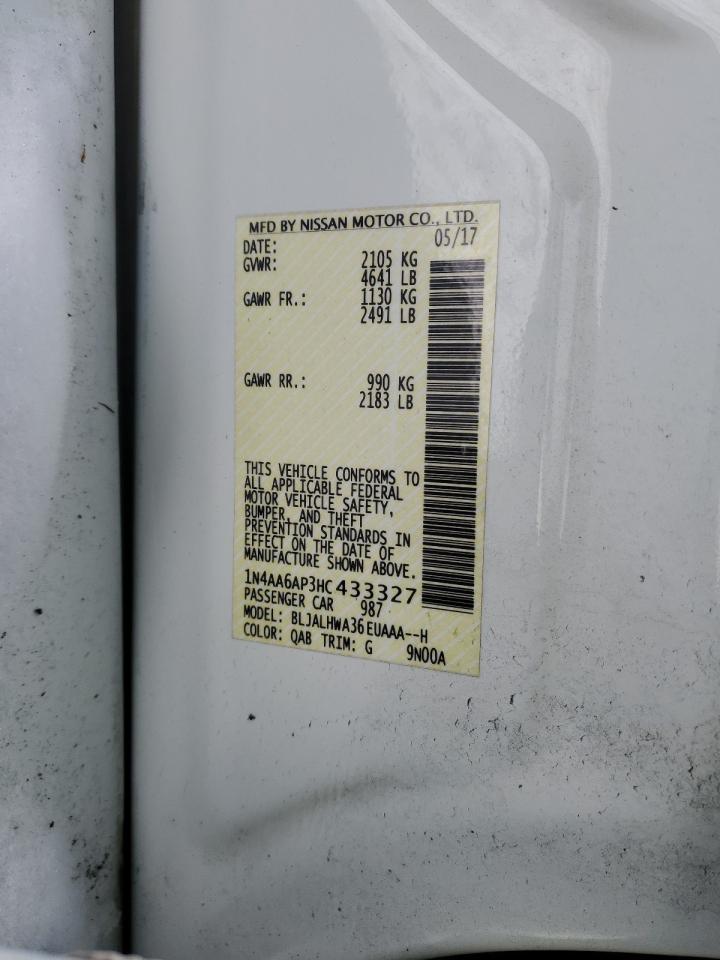 MFD BY NISSAN MOTOR CO., LTD.
DATE: 05/17
GVWR: 2105 KG
4641 LB
GAWR FR.: 1130 KG
2491 LB
GAWR RR.: 990 KG
2183 LB
THIS VEHICLE CONFORMS TO
ALL APPLICABLE FEDERAL
MOTOR VEHICLE SAFETY,
BUMPER, AND THEFT
PREVENTION STANDARDS IN
EFFECT ON THE DATE OF
MANUFACTURE SHOWN ABOVE.
1N4AA6AP3HC433327
PASSENGER CAR 987
MODEL: BLJALHWA36EUAAA--H
COLOR: QAB TRIM: G 9N00A